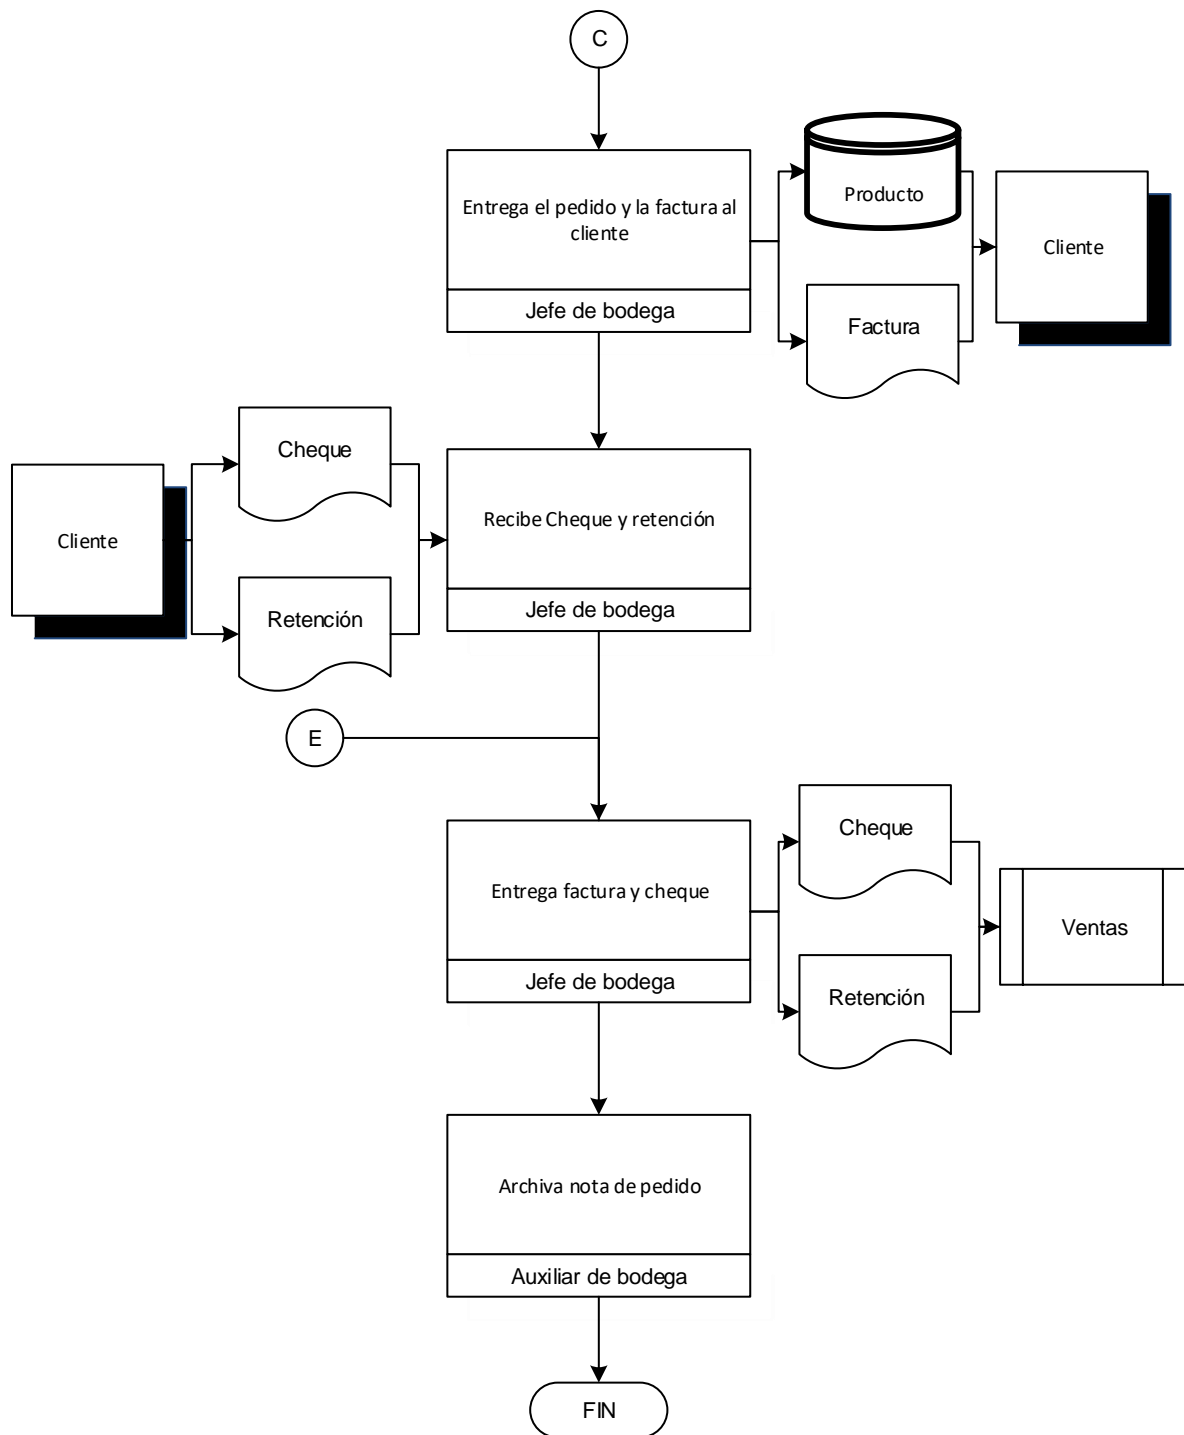 C
Entrega el pedido y la factura al
cliente
Jefe de bodega
Producto
Factura
Cliente
Cliente
Cheque
Retención
Recibe Cheque y retención
Jefe de bodega
E
Entrega factura y cheque
Jefe de bodega
Cheque
Retención
Ventas
Archiva nota de pedido
Auxiliar de bodega
FIN